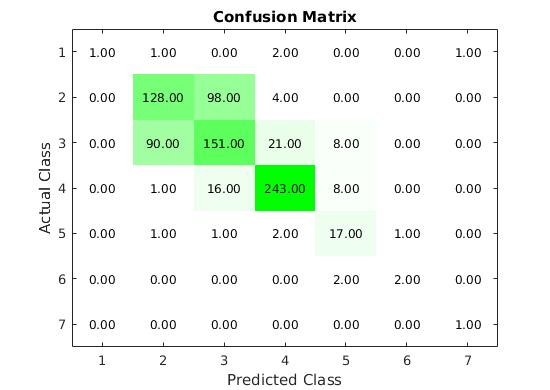 Confusion Matrix
1 1.00 1.00 0.00 2.00 0.00 0.00 1.00
2 0.00 128.00 98.00 4.00 0.00 0.00 0.00
3 0.00 90.00 151.00 21.00 8.00 0.00 0.00
4 0.00 1.00 16.00 243.00 8.00 0.00 0.00
5 0.00 1.00 1.00 2.00 17.00 1.00 0.00
6 0.00 0.00 0.00 0.00 2.00 2.00 0.00
7 0.00 0.00 0.00 0.00 0.00 0.00 1.00
1 2 3 4 5 6 7
Predicted Class
Actual Class